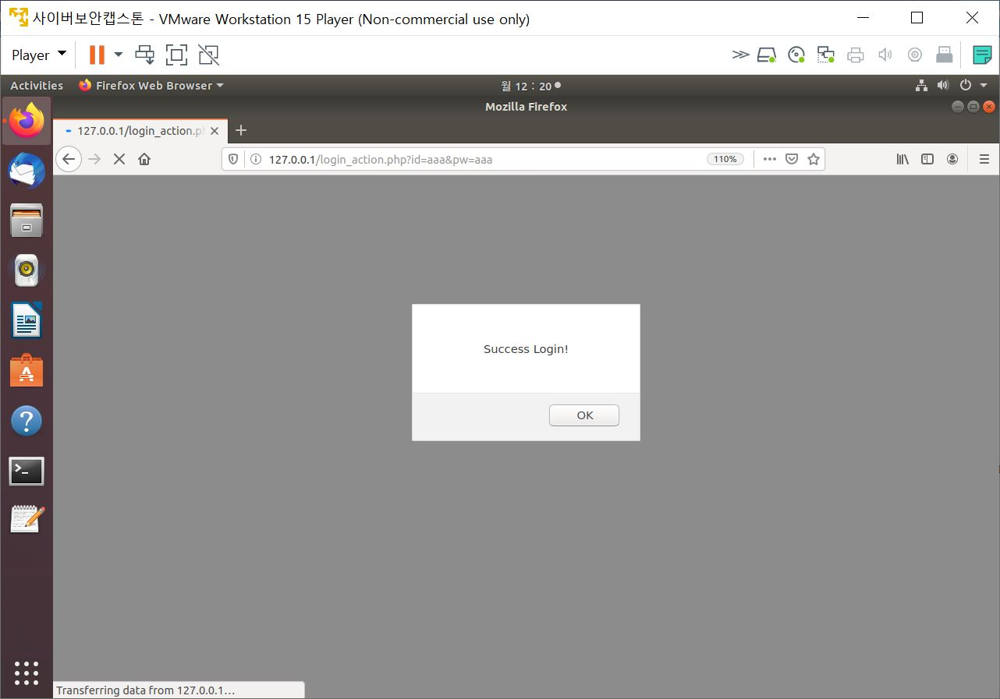 사이버보안캡스톤 - VMware Workstation 15 Player (Non-commercial use only)
Player
Activities Firefox Web Browser 월 12 : 20
Mozilla Firefox
127.0.0.1/login_action.ph
127.0.0.1/login_action.php?id=aaa&pw=aaa 110%
Success Login!
OK
Transferring data from 127.0.0.1…